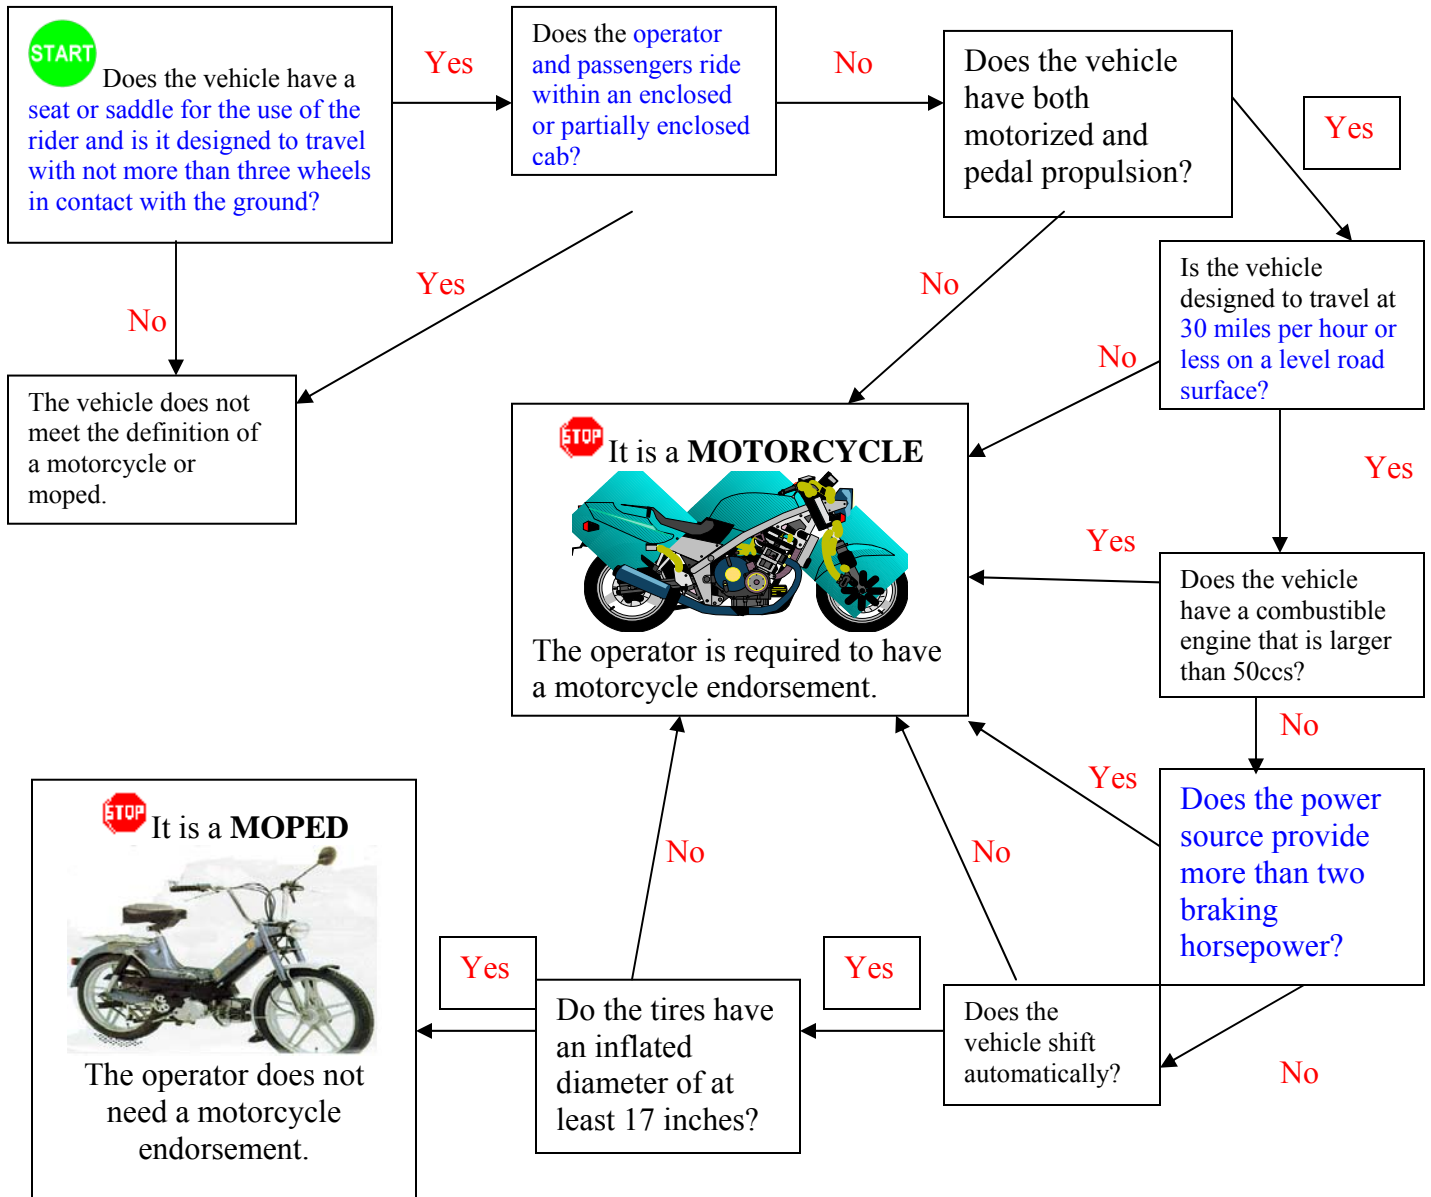 START
Does the vehicle have a
seat or saddle for the use of the
rider and is it designed to travel
with not more than three wheels
in contact with the ground?
Yes
Does the operator
and passengers ride
within an enclosed
or partially enclosed
cab?
No
Does the vehicle
have both
motorized and
pedal propulsion?
Yes
No
Yes
No
Is the vehicle
designed to travel at
30 miles per hour or
less on a level road
surface?
No
Yes
The vehicle does not
meet the definition of
a motorcycle or
moped.
STOP It is a MOTORCYCLE
The operator is required to have
a motorcycle endorsement.
Yes
Does the vehicle
have a combustible
engine that is larger
than 50ccs?
No
Yes
Does the power
source provide
more than two
braking
horsepower?
No
No
No
Does the
vehicle shift
automatically?
Yes
Do the tires have
an inflated
diameter of at
least 17 inches?
Yes
STOP It is a MOPED
The operator does not
need a motorcycle
endorsement.